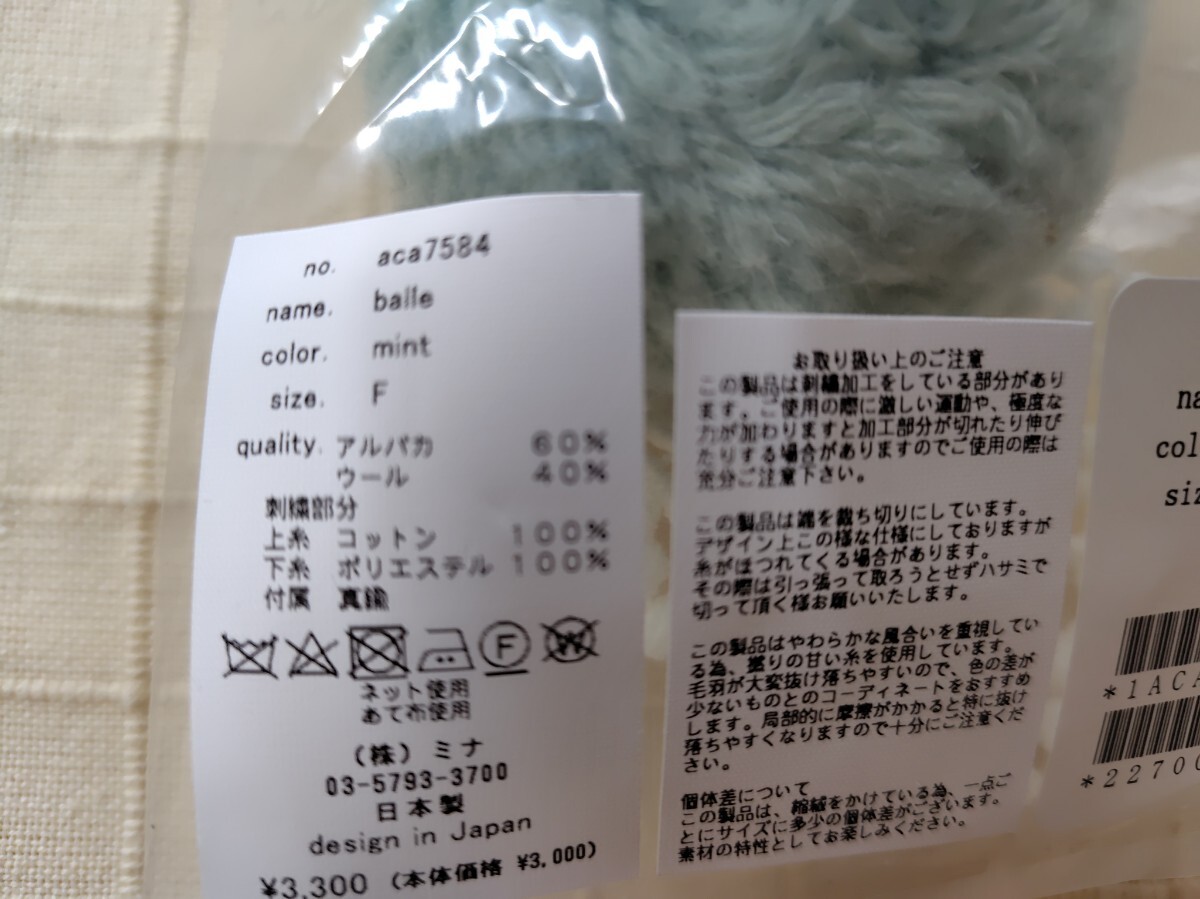 no. aca7584
name. balle
color. mint
size. F
quality. アルパカ 60%
ウール 40%
刺繍部分
上糸 コットン 100%
下糸 ポリエステル 100%
付属 真鍮
F
W
ネット使用
あて布使用
(株)ミナ
03-5793-3700
日本製
design in Japan
¥3,300 (本体価格 ¥3,000)
お取り扱い上のご注意
この製品は刺繍加工をしている部分があり
ます。ご使用の際に激しい運動や、極度な
力が加わりますと加工部分が切れたり伸び
たりする場合がありますのでご使用の際は
充分ご注意下さい。
この製品は端を裁ち切りにしています。
デザイン上この様な仕様にしておりますが
糸がほつれてくる場合があります。
その際は引っ張って取ろうとせずハサミで
切って頂く様お願いいたします。
この製品はやわらかな風合いを重視してい
る為、撚りの甘い糸を使用しています。
毛羽が大変抜け落ちやすいので、色の差が
少ないものとのコーディネートをおすすめ
します。局部的に摩擦がかかると特に抜け
落ちやすくなりますので十分にご注意くだ
さい。
個体差について
この製品は、縮絨をかけている為、一点ご
とにサイズに多少の個体差がございます。
素材の特性としてお楽しみください。
na
col
siz
*1ACA
*22700